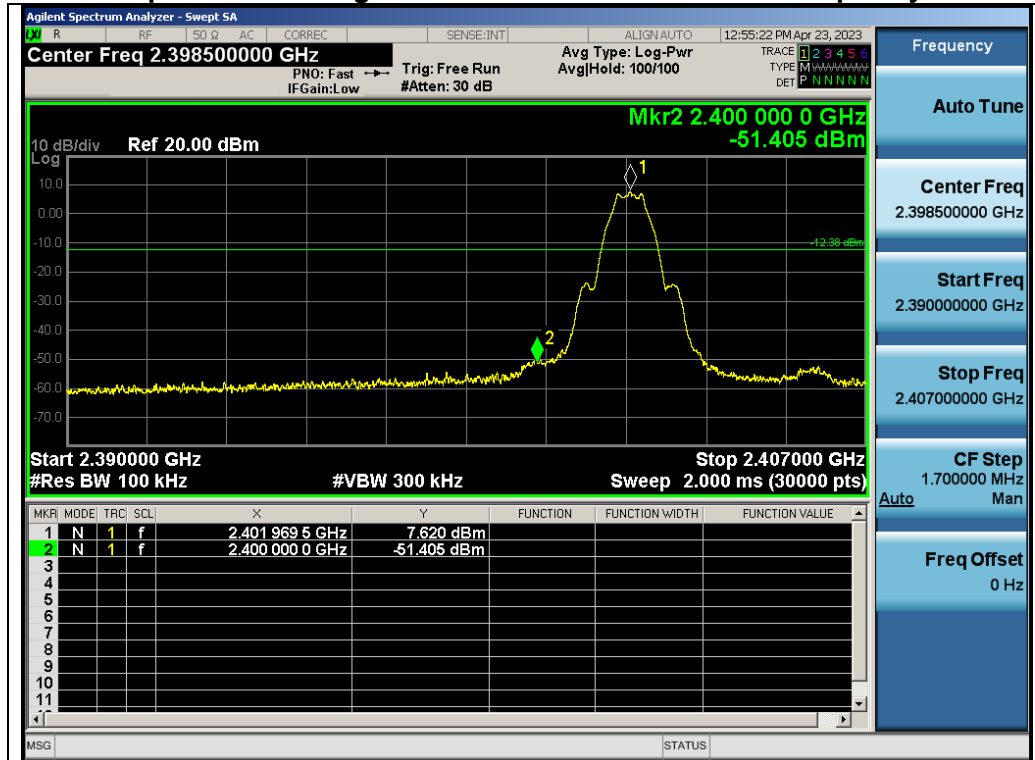 Agilent Spectrum Analyzer - Swept SA
LXI R RF 50 Ω AC CORREC SENSE:INT ALIGN AUTO 12:55:22 PM Apr 23, 2023
Center Freq 2.398500000 GHz
PNO: Fast
IFGain:Low
Trig: Free Run
#Atten: 30 dB
Avg Type: Log-Pwr
Avg|Hold: 100/100
TRACE 1 2 3 4 5 6
TYPE M WWWWW
DET P N N N N N
Mkr2 2.400 000 0 GHz
-51.405 dBm
10 dB/div Ref 20.00 dBm
Log
10.0
0.00
-10.0
-20.0
-30.0
-40.0
-50.0
-60.0
-70.0
1
-12.38 dBm
2
Start 2.390000 GHz Stop 2.407000 GHz
#Res BW 100 kHz #VBW 300 kHz Sweep 2.000 ms (30000 pts)
MKR MODE TRC SCL X Y FUNCTION FUNCTION WIDTH FUNCTION VALUE
1 N 1 f 2.401 969 5 GHz 7.620 dBm
2 N 1 f 2.400 000 0 GHz -51.405 dBm
3
4
5
6
7
8
9
10
11
MSG STATUS
Frequency
Auto Tune
Center Freq
2.398500000 GHz
Start Freq
2.390000000 GHz
Stop Freq
2.407000000 GHz
CF Step
1.700000 MHz
Auto Man
Freq Offset
0 Hz